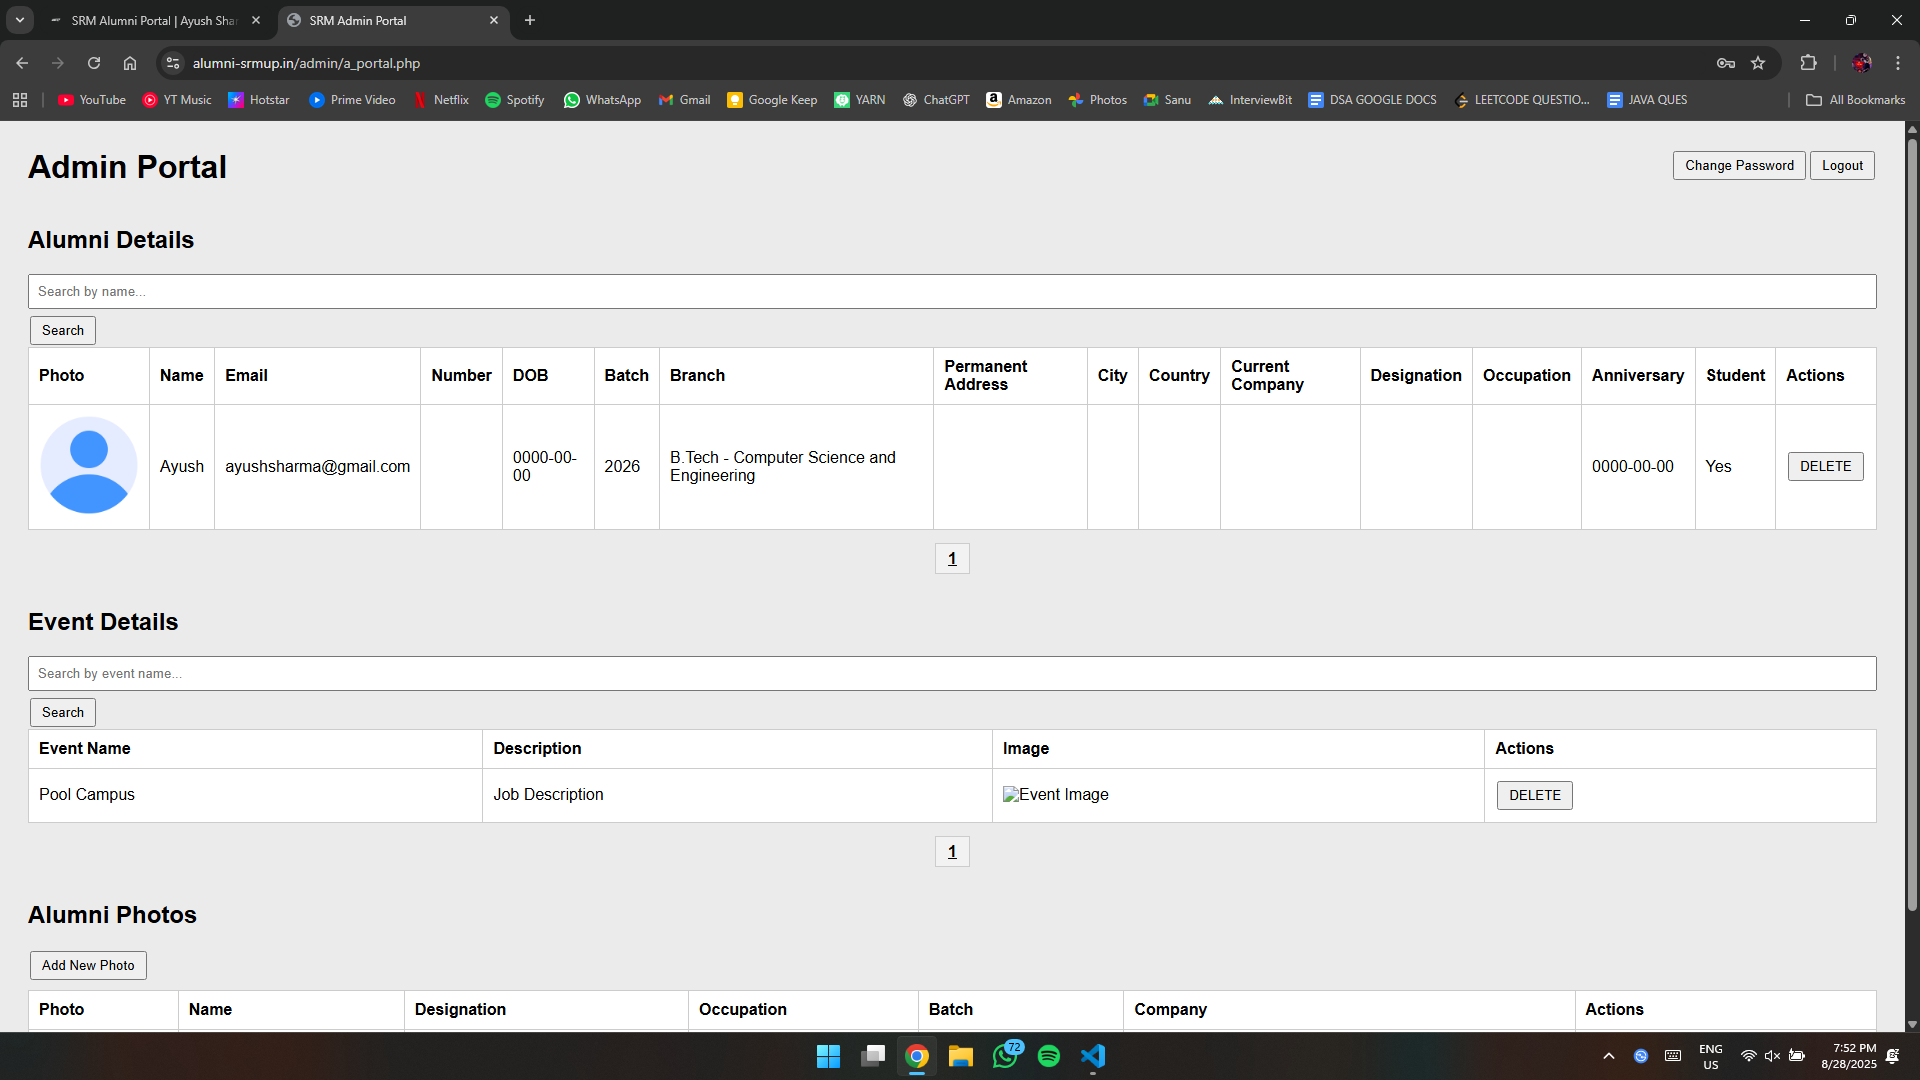 SRM Alumni Portal | Ayush Shar
SRM Admin Portal
alumni-srmup.in/admin/a_portal.php
YouTube YT Music Hotstar Prime Video Netflix Spotify WhatsApp Gmail Google Keep YARN ChatGPT Amazon Photos Sanu InterviewBit DSA GOOGLE DOCS LEETCODE QUESTIO... JAVA QUES All Bookmarks
Admin Portal
Change Password Logout
Alumni Details
Search by name...
Search
Photo Name Email Number DOB Batch Branch Permanent Address City Country Current Company Designation Occupation Anniversary Student Actions
Ayush ayushsharma@gmail.com 0000-00-00 2026 B.Tech - Computer Science and Engineering 0000-00-00 Yes DELETE
1
Event Details
Search by event name...
Search
Event Name Description Image Actions
Pool Campus Job Description Event Image DELETE
1
Alumni Photos
Add New Photo
Photo Name Designation Occupation Batch Company Actions
72
ENG
US
7:52 PM
8/28/2025